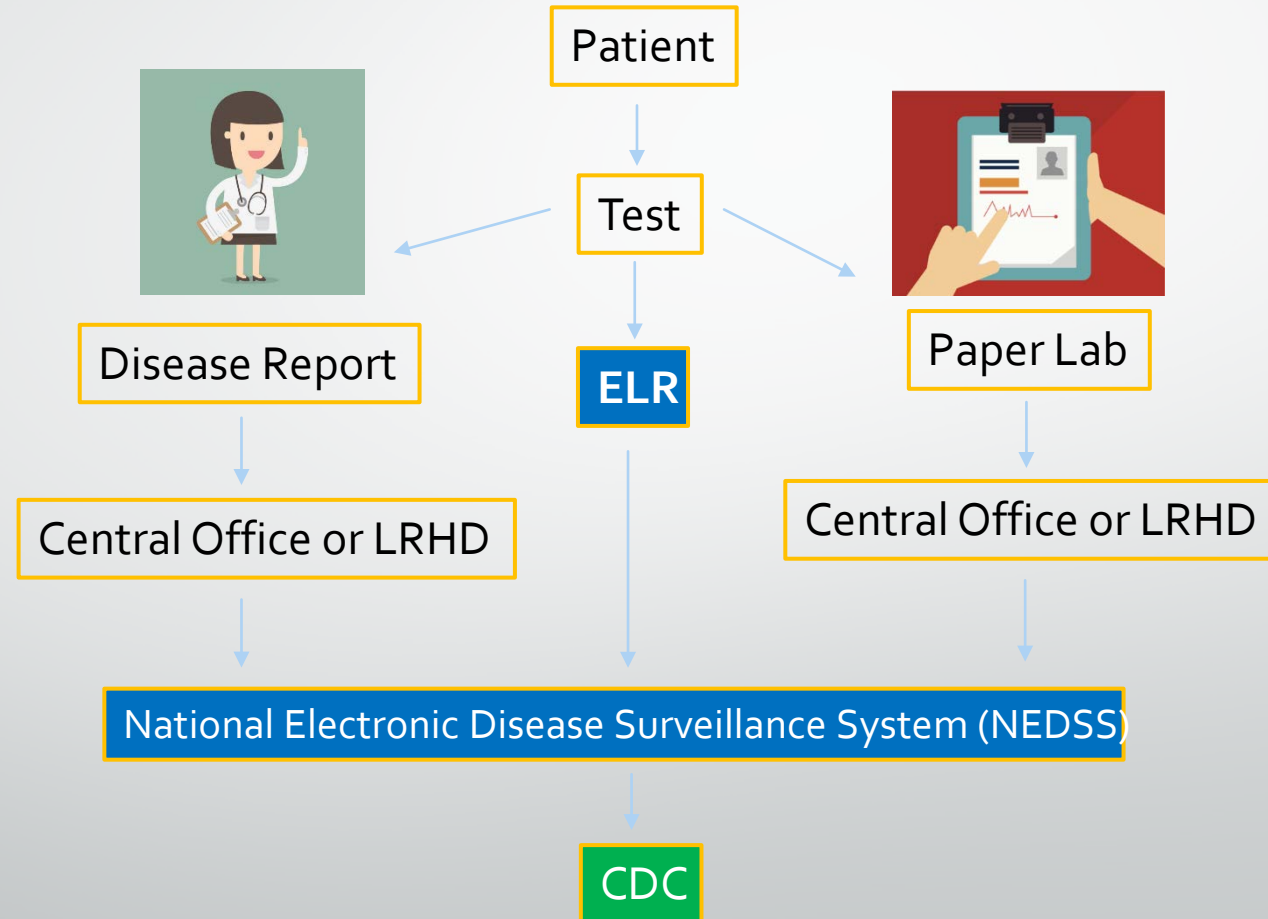 Patient
Test
Disease Report
ELR
Paper Lab
Central Office or LRHD
Central Office or LRHD
National Electronic Disease Surveillance System (NEDSS)
CDC